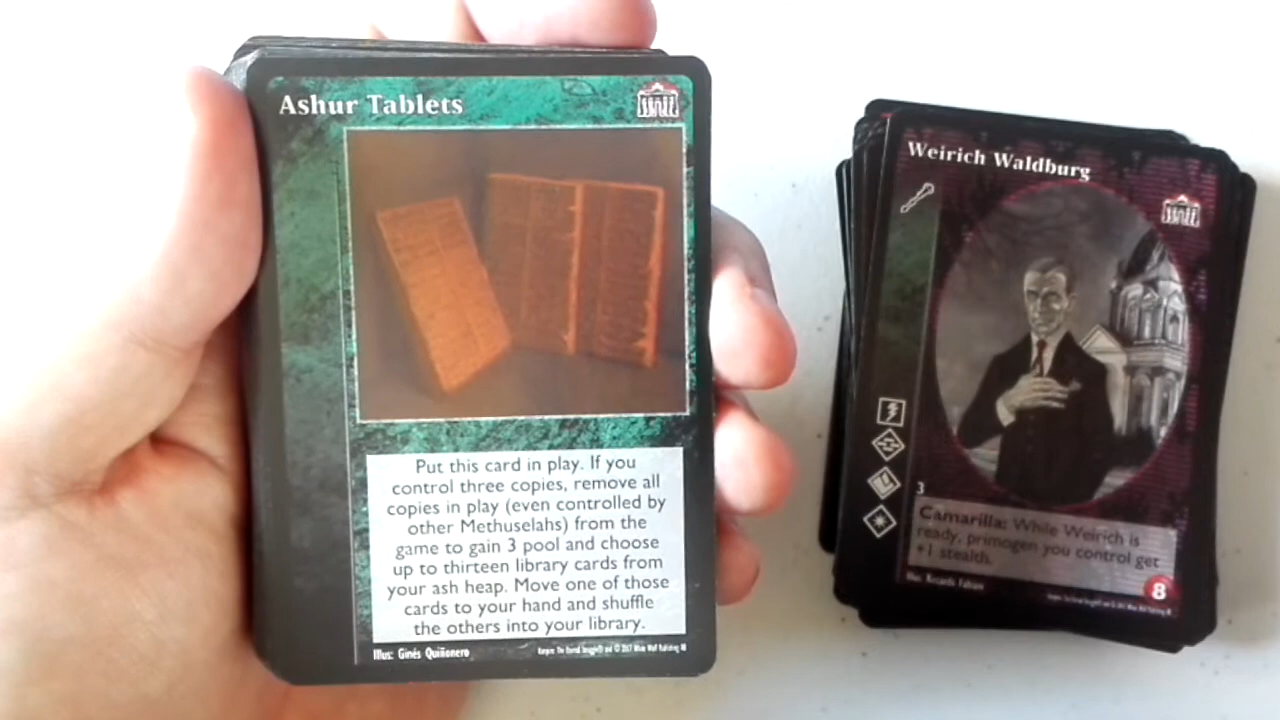 Ashur Tablets
Put this card in play. If you
control three copies, remove all
copies in play (even controlled by
other Methuselahs) from the
game to gain 3 pool and choose
up to thirteen library cards from
your ash heap. Move one of those
cards to your hand and shuffle
the others into your library.
Illus: Ginés Quiñonero
Weirich Waldburg
3
Camarilla: While Weirich is
ready, primogen you control get
+1 stealth.
8